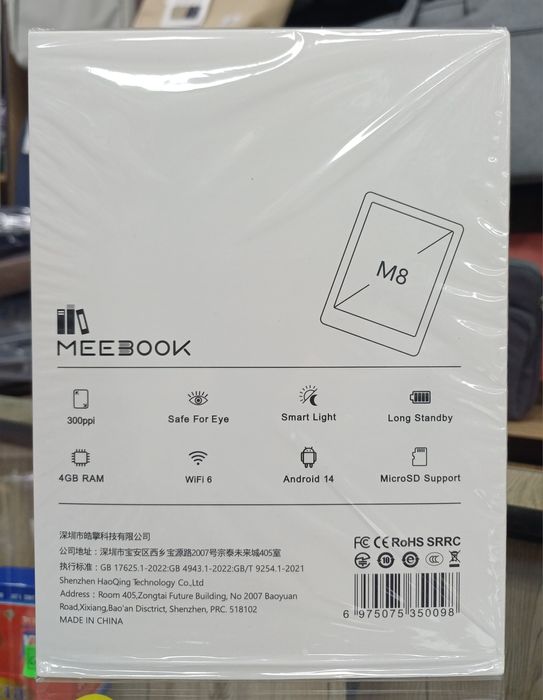 M8
MEEBOOK
300ppi
Safe For Eye
Smart Light
Long Standby
4GB RAM
WiFi 6
Android 14
MicroSD Support
深圳市皓擎科技有限公司
公司地址：深圳市宝安区西乡宝源路2007号宗泰未来城405室
执行标准：GB 17625.1-2022:GB 4943.1-2022:GB/T 9254.1-2021
Shenzhen HaoQing Technology Co.,Ltd
Address : Room 405,Zongtai Future Building, No 2007 Baoyuan
Road,Xixiang,Bao'an Disctrict, Shenzhen, PRC. 518102
MADE IN CHINA
FC CE RoHS SRRC
10 e CCC
6 975075 350098